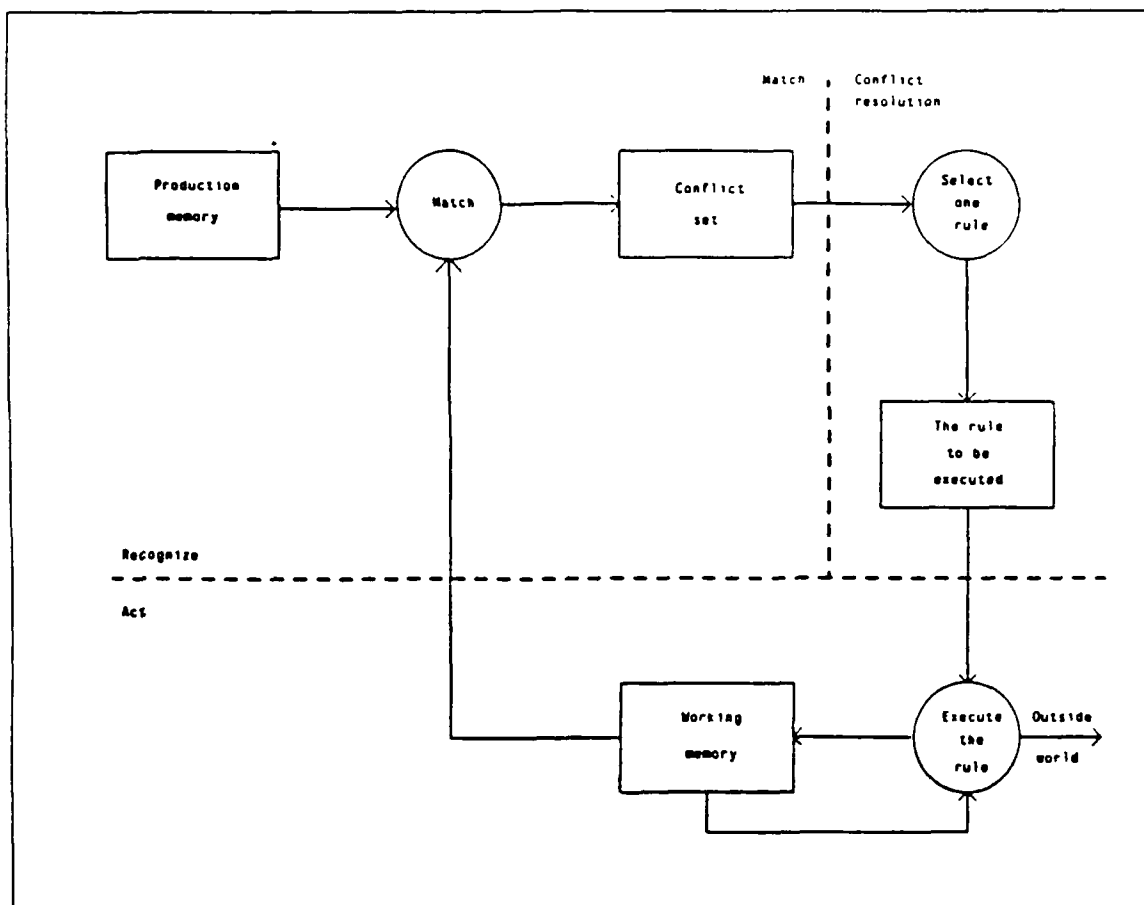 Match
Conflict
resolution
Production
memory
Match
Conflict
set
Select
one
rule
The rule
to be
executed
Recognize
Act
Working
memory
Execute
the
rule
Outside
world